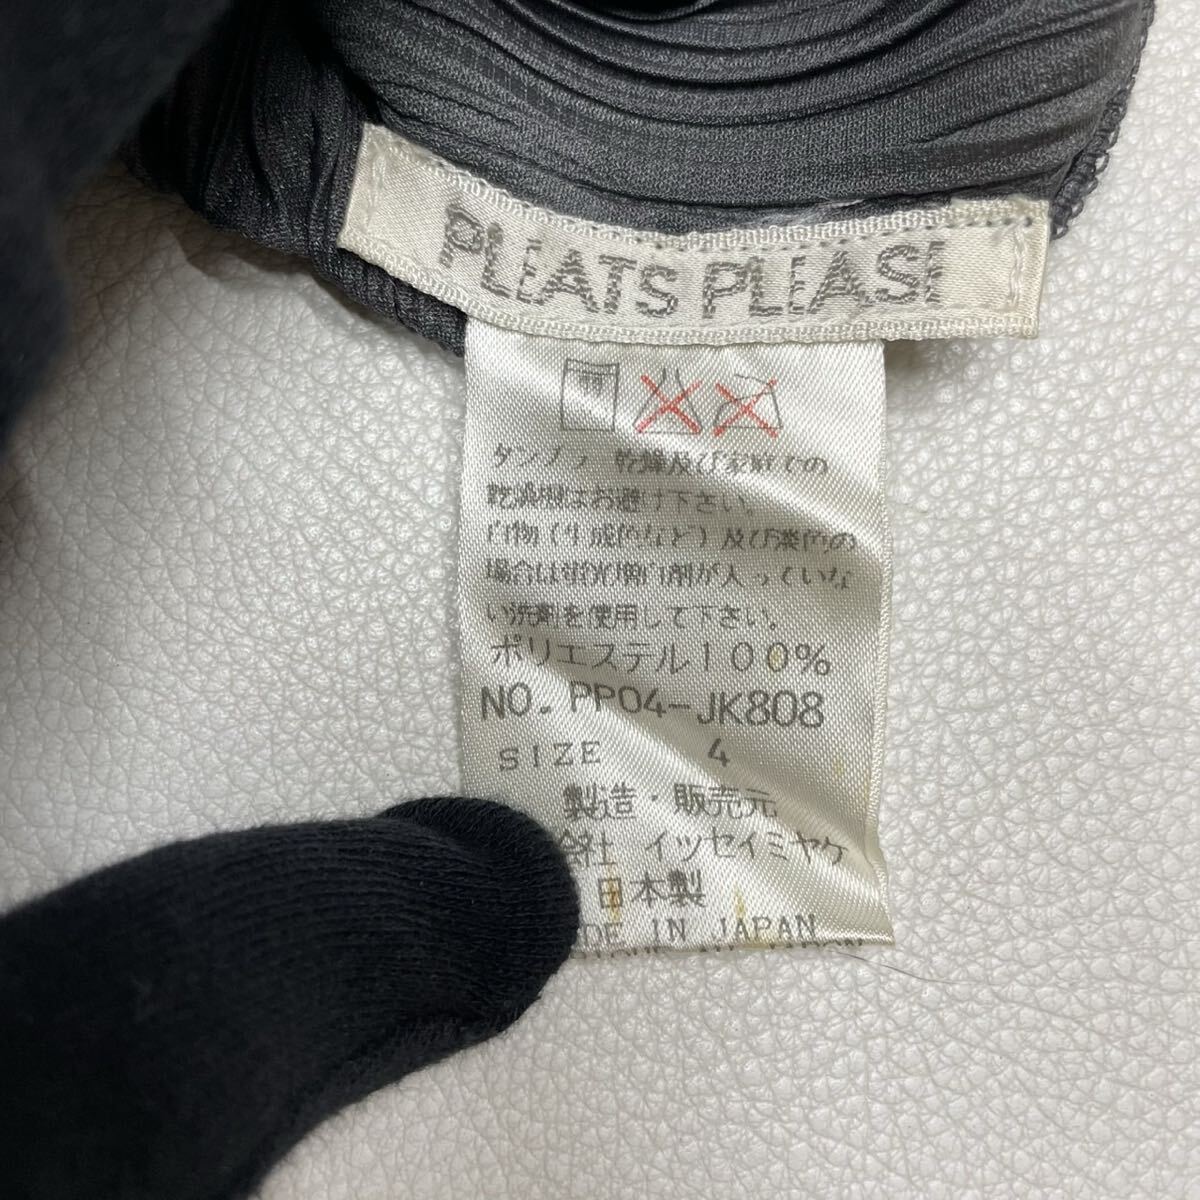 PLEATS PLEAS
タンブラ 乾燥及び家庭での
乾燥機はお避け下さい。
白物(生成色など)及び淡色の
場合は蛍光増白剤が入っていな
い洗剤を使用して下さい。
ポリエステル100%
NO. PP04-JK808
SIZE 4
製造・販売元
会社 イッセイミヤケ
日本製
DE IN JAPAN